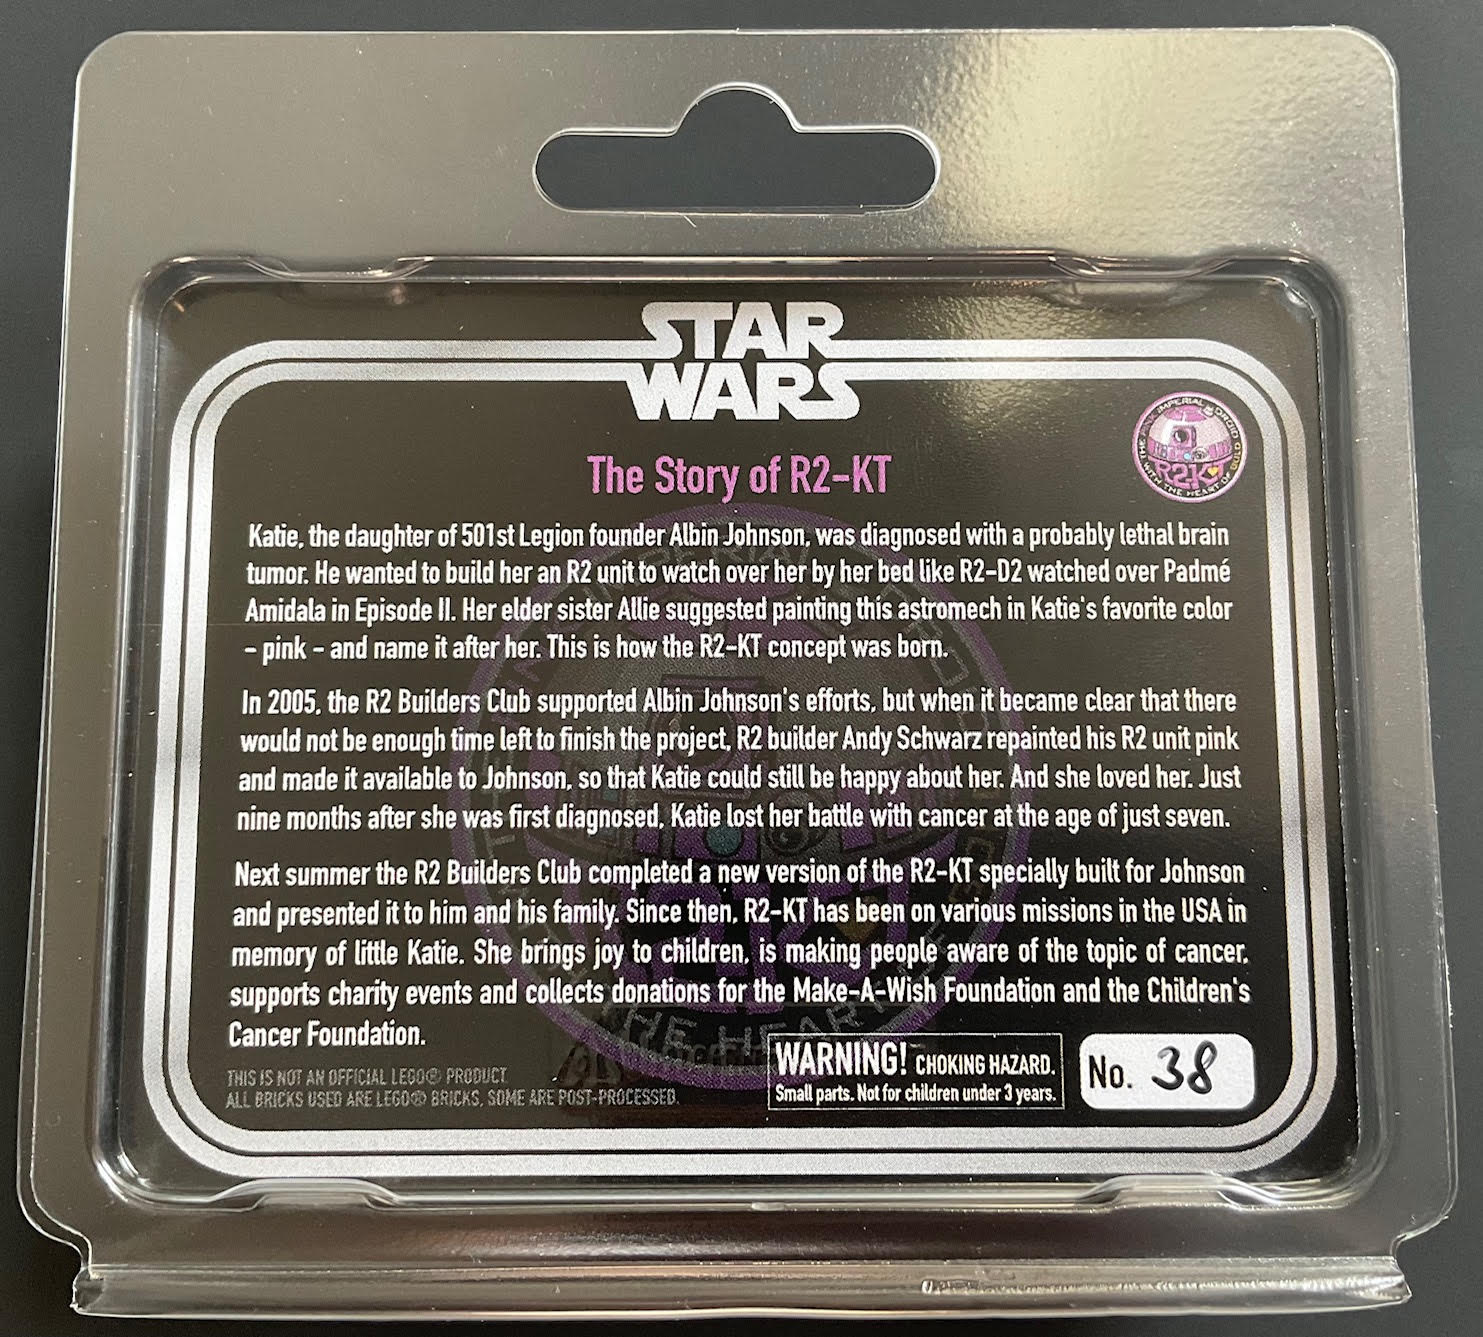 STAR
WARS
The Story of R2-KT
THE PINK IMPERIAL DROID
R2KT
WITH THE HEART OF GOLD
Katie, the daughter of 501st Legion founder Albin Johnson, was diagnosed with a probably lethal brain
tumor. He wanted to build her an R2 unit to watch over her by her bed like R2-D2 watched over Padmé
Amidala in Episode II. Her elder sister Allie suggested painting this astromech in Katie's favorite color
- pink - and name it after her. This is how the R2-KT concept was born.
In 2005, the R2 Builders Club supported Albin Johnson's efforts, but when it became clear that there
would not be enough time left to finish the project, R2 builder Andy Schwarz repainted his R2 unit pink
and made it available to Johnson, so that Katie could still be happy about her. And she loved her. Just
nine months after she was first diagnosed, Katie lost her battle with cancer at the age of just seven.
Next summer the R2 Builders Club completed a new version of the R2-KT specially built for Johnson
and presented it to him and his family. Since then, R2-KT has been on various missions in the USA in
memory of little Katie. She brings joy to children, is making people aware of the topic of cancer,
supports charity events and collects donations for the Make-A-Wish Foundation and the Children's
Cancer Foundation.
THIS IS NOT AN OFFICIAL LEGO® PRODUCT.
ALL BRICKS USED ARE LEGO® BRICKS, SOME ARE POST-PROCESSED.
WARNING! CHOKING HAZARD.
Small parts. Not for children under 3 years.
No. 38